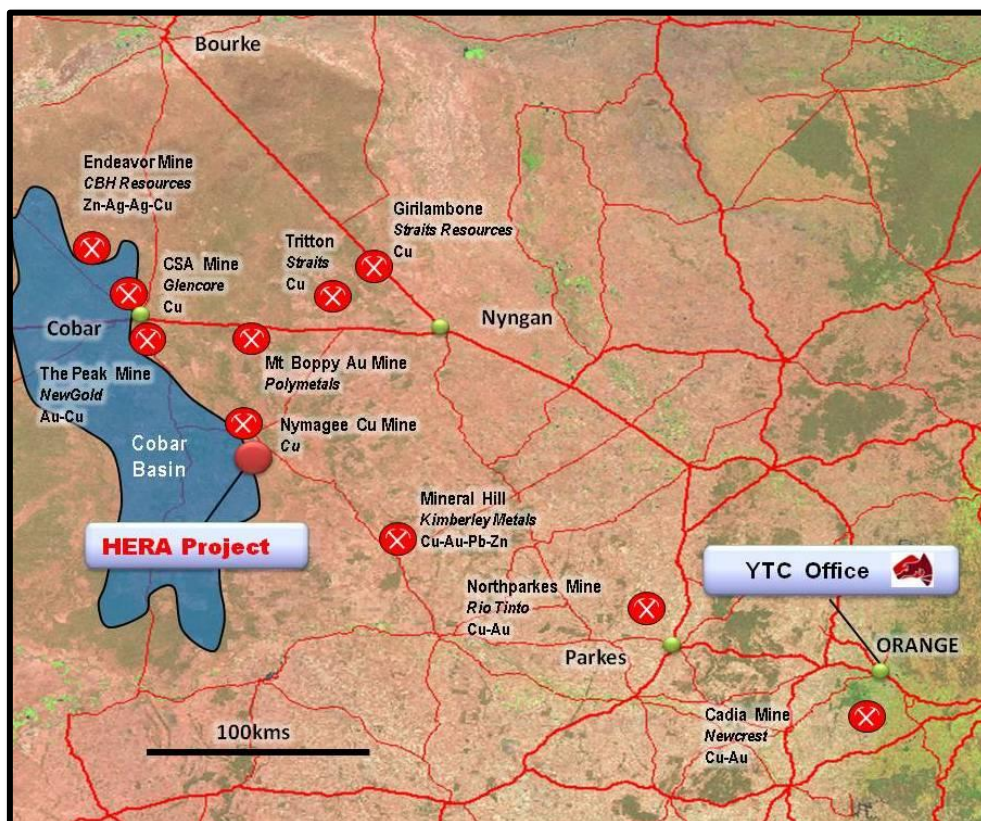 Bourke
Endeavor Mine
CBH Resources
Zn-Ag-Ag-Cu
Girilambone
Straits Resources
Cu
Tritton
Straits
Cu
CSA Mine
Glencore
Cu
Cobar
Nyngan
The Peak Mine
NewGold
Au-Cu
Mt Boppy Au Mine
Polymetals
Nymagee Cu Mine
Cu
Cobar
Basin
Mineral Hill
Kimberley Metals
Cu-Au-Pb-Zn
HERA Project
YTC Office
Northparkes Mine
Rio Tinto
Cu-Au
Parkes
ORANGE
Cadia Mine
Newcrest
Cu-Au
100kms